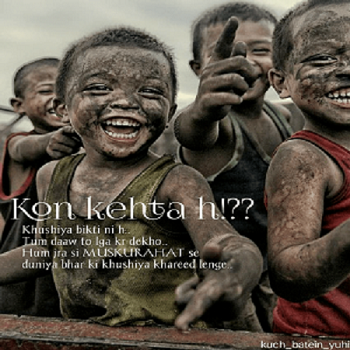 Kon kehta h!??
Khushiya bikti ni h..
Tum daaw to lga kr dekho..
Hum jra si MUSKURAHAT se
duniya bhar ki khushiya khareed lenge..
kuch_batein_yuhi